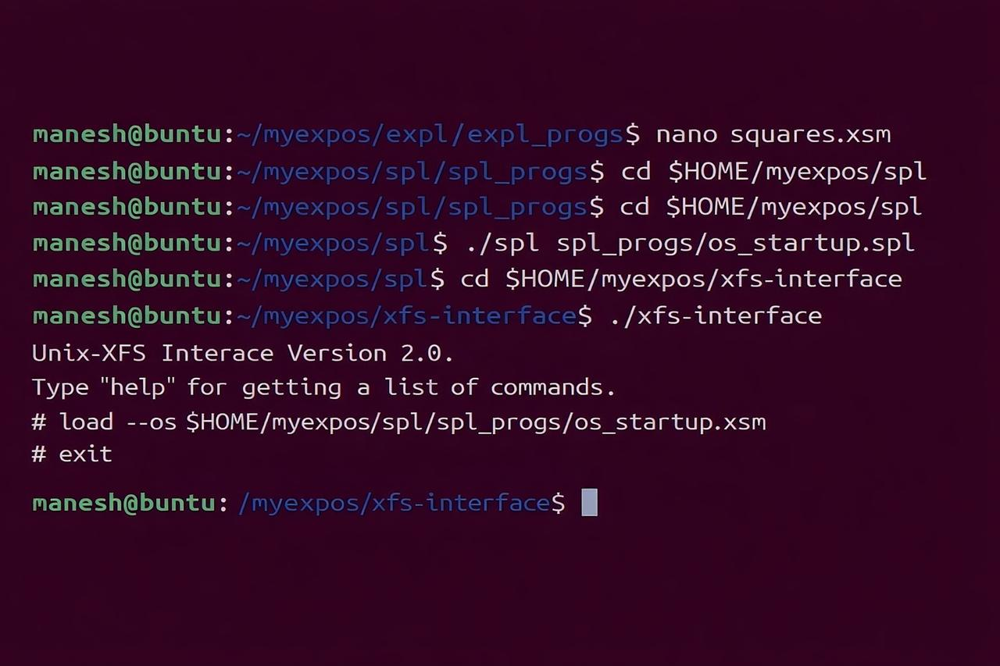 manesh@buntu:~/myexpos/expl/expl_progs$ nano squares.xsm
manesh@buntu:~/myexpos/spl/spl_progs$ cd $HOME/myexpos/spl
manesh@buntu:~/myexpos/spl/spl_progs$ cd $HOME/myexpos/spl
manesh@buntu:~/myexpos/spl$ ./spl spl_progs/os_startup.spl
manesh@buntu:~/myexpos/spl$ cd $HOME/myexpos/xfs-interface
manesh@buntu:~/myexpos/xfs-interface$ ./xfs-interface
Unix-XFS Interace Version 2.0.
Type "help" for getting a list of commands.
# load --os $HOME/myexpos/spl/spl_progs/os_startup.xsm
# exit
manesh@buntu: /myexpos/xfs-interface$